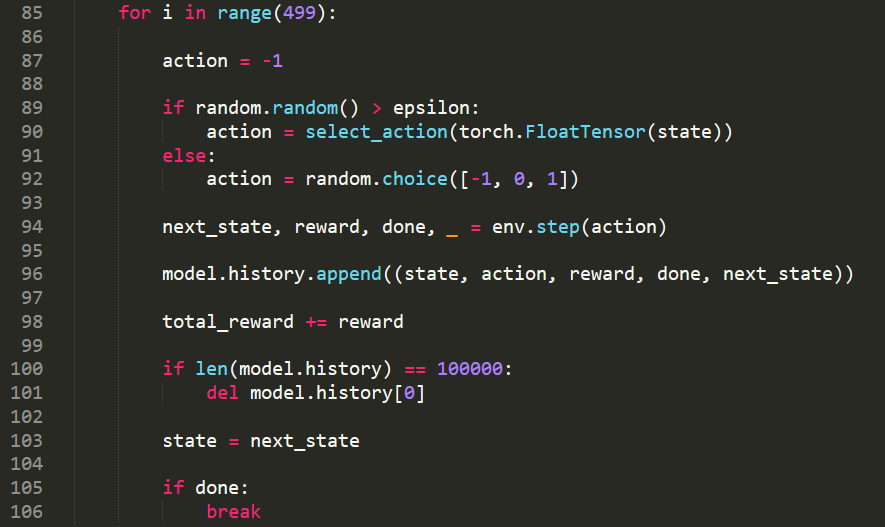 85 for i in range(499):
86
87 action = -1
88
89 if random.random() > epsilon:
90 action = select_action(torch.FloatTensor(state))
91 else:
92 action = random.choice([-1, 0, 1])
93
94 next_state, reward, done, _ = env.step(action)
95
96 model.history.append((state, action, reward, done, next_state))
97
98 total_reward += reward
99
100 if len(model.history) == 100000:
101 del model.history[0]
102
103 state = next_state
104
105 if done:
106 break